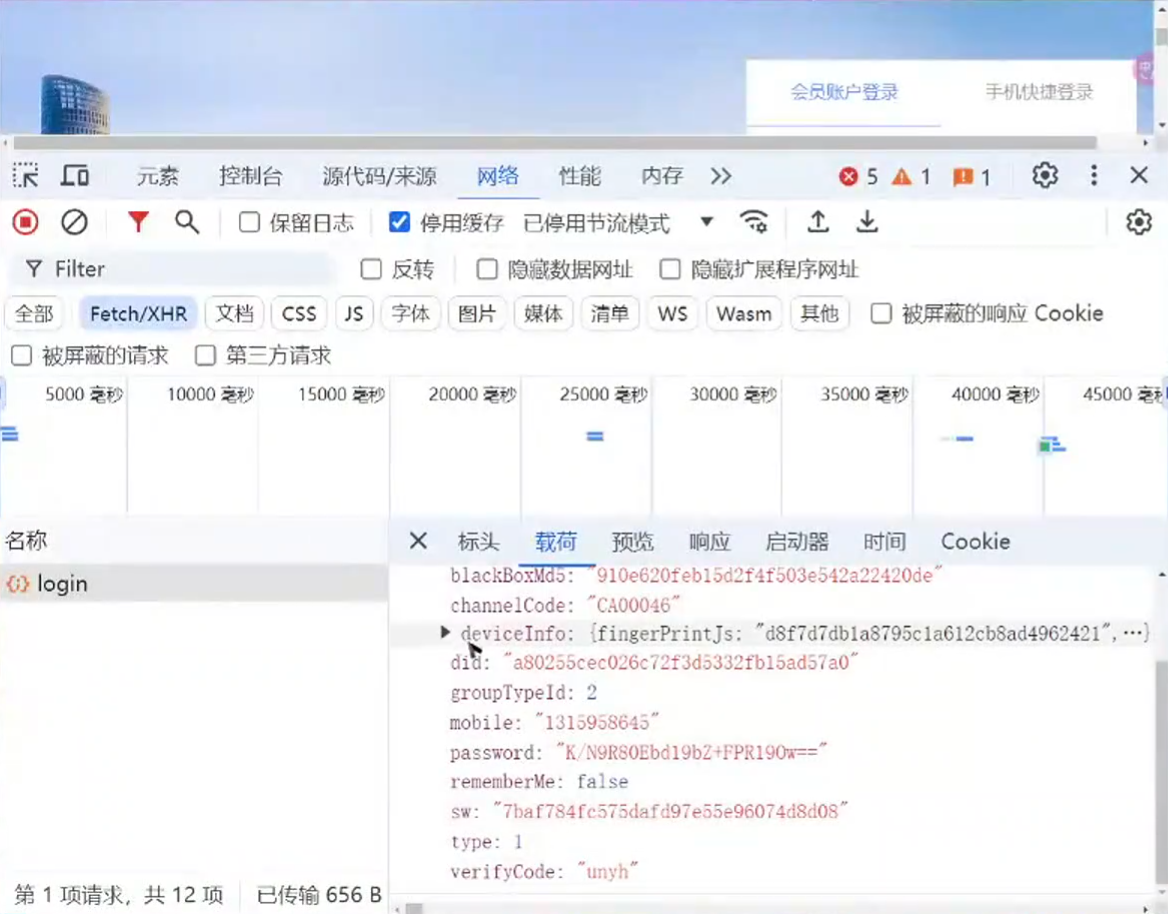 会员账户登录 手机快捷登录
元素 控制台 源代码/来源 网络 性能 内存 5 1 1
保留日志 停用缓存 已停用节流模式
Filter 反转 隐藏数据网址 隐藏扩展程序网址
全部 Fetch/XHR 文档 CSS JS 字体 图片 媒体 清单 WS Wasm 其他 被屏蔽的响应 Cookie
被屏蔽的请求 第三方请求
5000 毫秒 10000 毫秒 15000 毫秒 20000 毫秒 25000 毫秒 30000 毫秒 35000 毫秒 40000 毫秒 45000 毫秒
名称 标头 载荷 预览 响应 启动器 时间 Cookie
login
blackBoxMd5: "910e620feb15d2f4f503e542a22420de"
channelCode: "CA00046"
deviceInfo: {fingerPrintJs: "d8f7d7db1a8795c1a612cb8ad4962421",…}
did: "a80255cec026c72f3d5332fb15ad57a0"
groupTypeId: 2
mobile: "1315958645"
password: "K/N9R80Ebd19bZ+FPR19Ow=="
rememberMe: false
sw: "7baf784fc575dafd97e55e96074d8d08"
type: 1
verifyCode: "unyh"
第 1 项请求，共 12 项 已传输 656 B